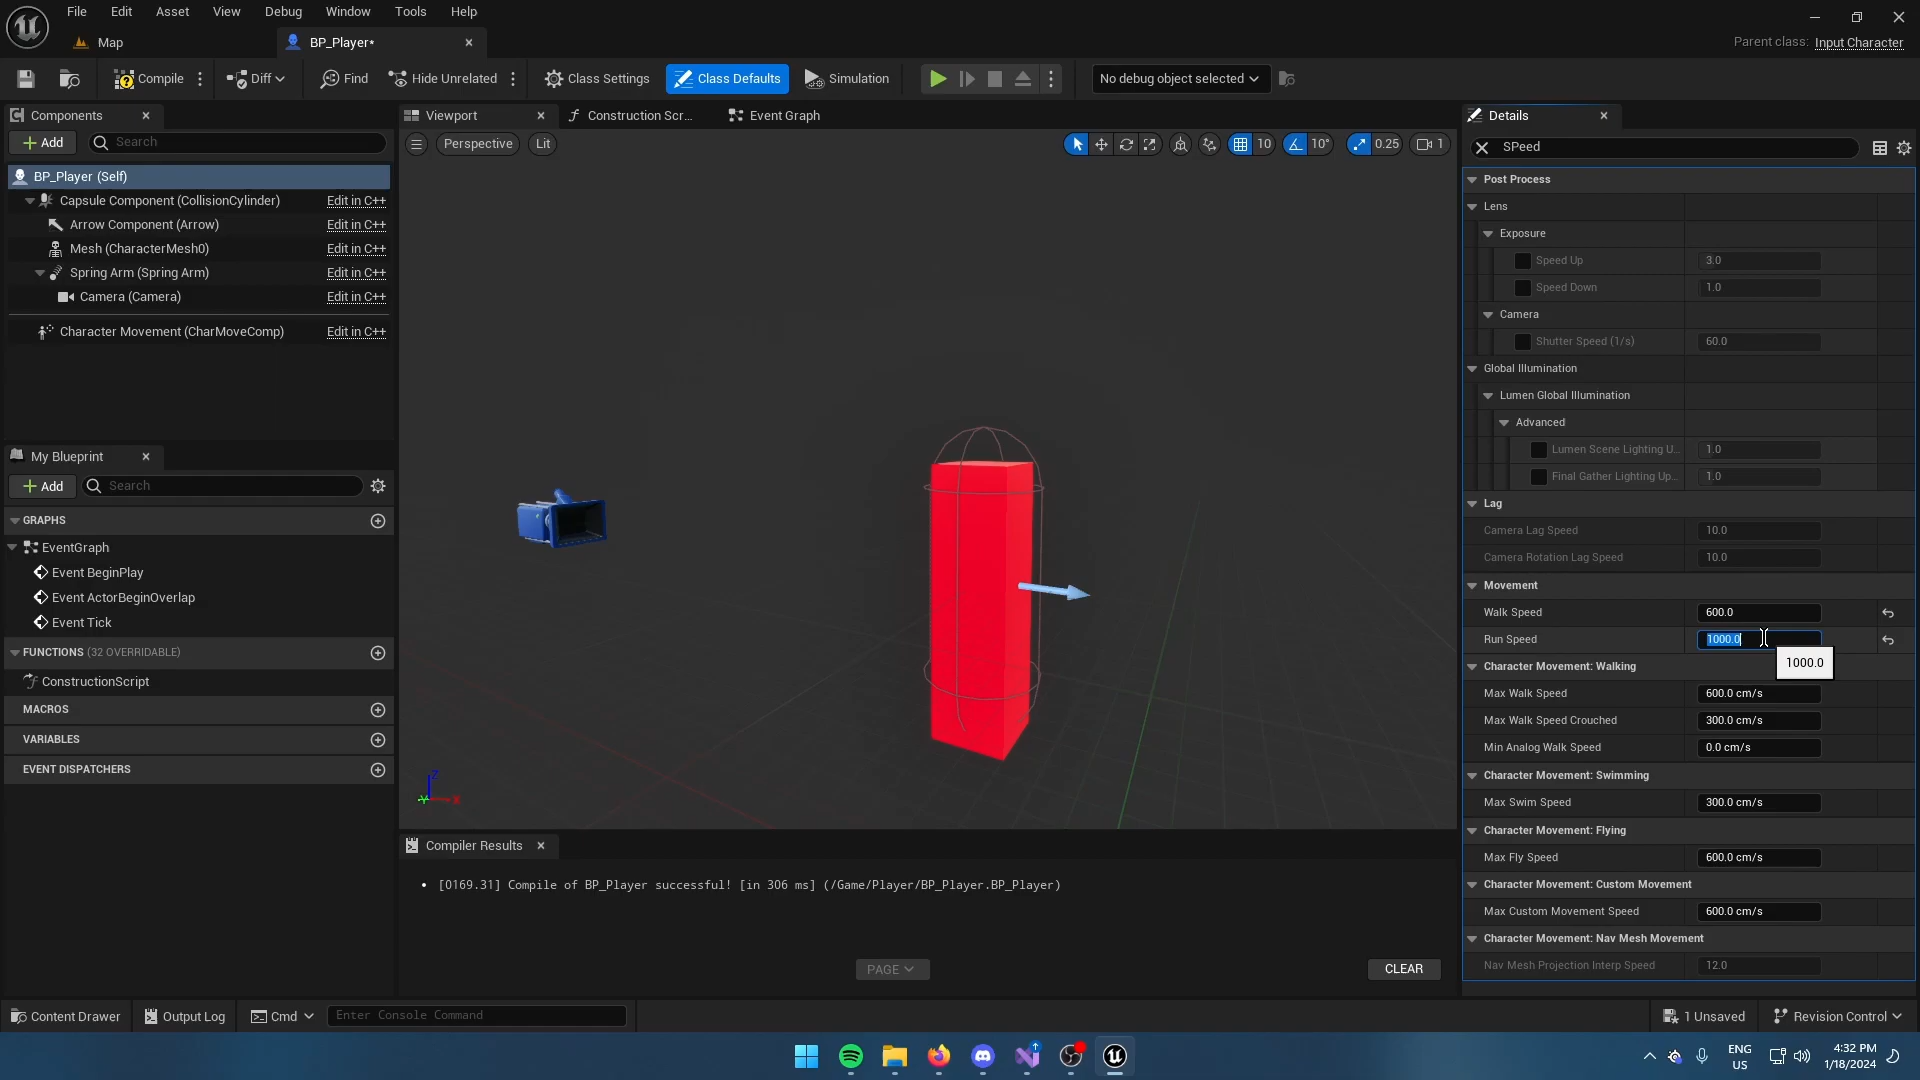 File Edit Asset View Debug Window Tools Help
Map
BP_Player*
Parent class: Input Character
Compile
Diff
Find
Hide Unrelated
Class Settings
Class Defaults
Simulation
No debug object selected
Components
Add
Search
BP_Player (Self)
Capsule Component (CollisionCylinder) Edit in C++
Arrow Component (Arrow) Edit in C++
Mesh (CharacterMesh0) Edit in C++
Spring Arm (Spring Arm) Edit in C++
Camera (Camera) Edit in C++
Character Movement (CharMoveComp) Edit in C++
My Blueprint
Add
Search
GRAPHS
EventGraph
Event BeginPlay
Event ActorBeginOverlap
Event Tick
FUNCTIONS (32 OVERRIDABLE)
ConstructionScript
MACROS
VARIABLES
EVENT DISPATCHERS
Viewport
Construction Scr...
Event Graph
Perspective
Lit
10
10°
0.25
1
Z
Y
X
Compiler Results
• [0169.31] Compile of BP_Player successful! [in 306 ms] (/Game/Player/BP_Player.BP_Player)
PAGE
CLEAR
Details
SPeed
Post Process
Lens
Exposure
Speed Up 3.0
Speed Down 1.0
Camera
Shutter Speed (1/s) 60.0
Global Illumination
Lumen Global Illumination
Advanced
Lumen Scene Lighting U... 1.0
Final Gather Lighting Up... 1.0
Lag
Camera Lag Speed 10.0
Camera Rotation Lag Speed 10.0
Movement
Walk Speed 600.0
Run Speed 1000.0
1000.0
Character Movement: Walking
Max Walk Speed 600.0 cm/s
Max Walk Speed Crouched 300.0 cm/s
Min Analog Walk Speed 0.0 cm/s
Character Movement: Swimming
Max Swim Speed 300.0 cm/s
Character Movement: Flying
Max Fly Speed 600.0 cm/s
Character Movement: Custom Movement
Max Custom Movement Speed 600.0 cm/s
Character Movement: Nav Mesh Movement
Nav Mesh Projection Interp Speed 12.0
Content Drawer
Output Log
Cmd
Enter Console Command
1 Unsaved
Revision Control
ENG
US
4:32 PM
1/18/2024